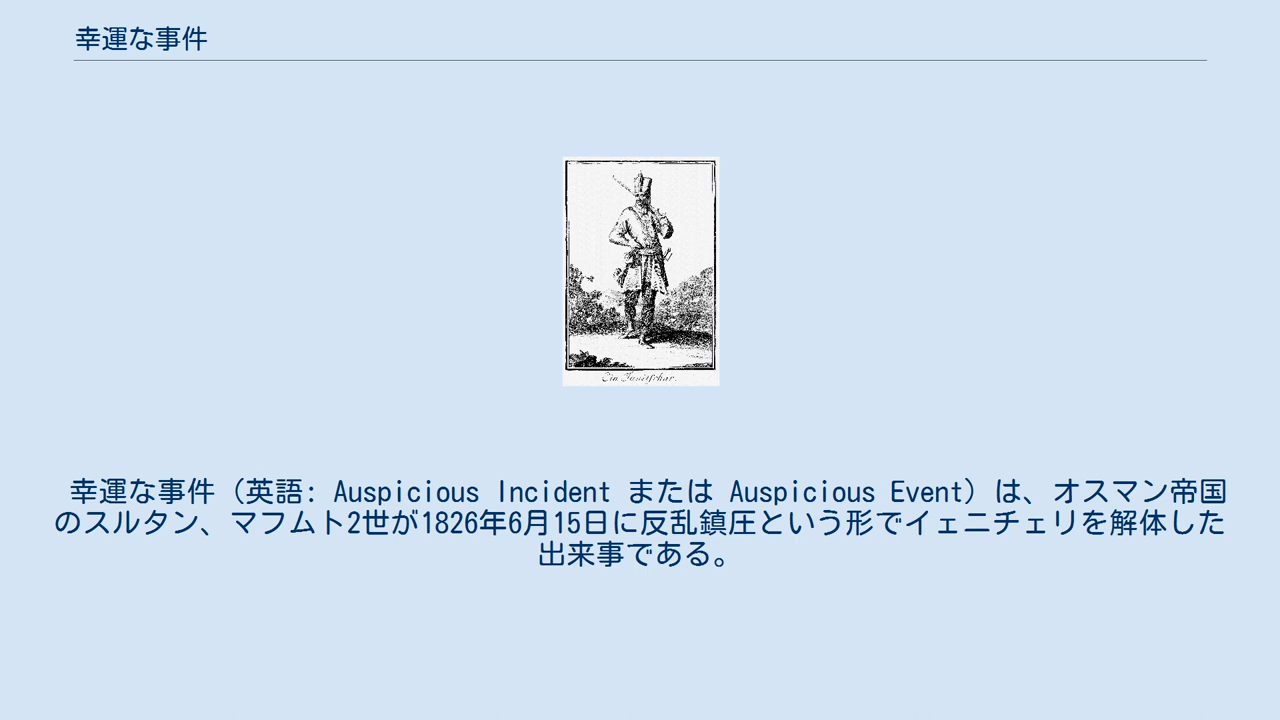 幸運な事件
Ein Janitschar.
幸運な事件（英語: Auspicious Incident または Auspicious Event）は、オスマン帝国
のスルタン、マフムト2世が1826年6月15日に反乱鎮圧という形でイェニチェリを解体した
出来事である。